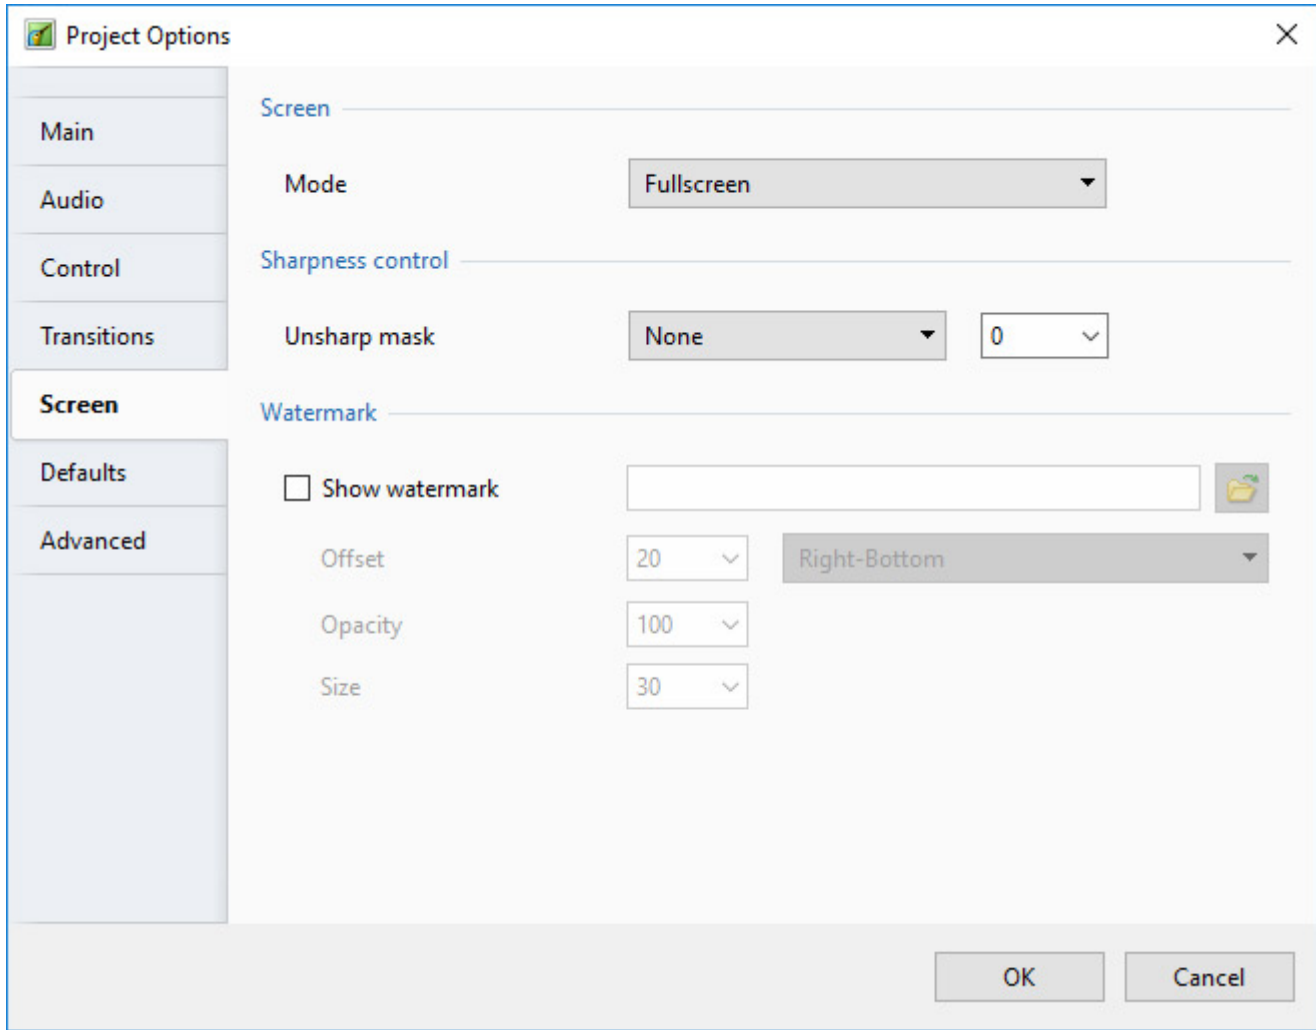 Project Options
Main
Audio
Control
Transitions
Screen
Defaults
Advanced
Screen
Mode Fullscreen
Sharpness control
Unsharp mask None 0
Watermark
Show watermark
Offset 20 Right-Bottom
Opacity 100
Size 30
OK Cancel